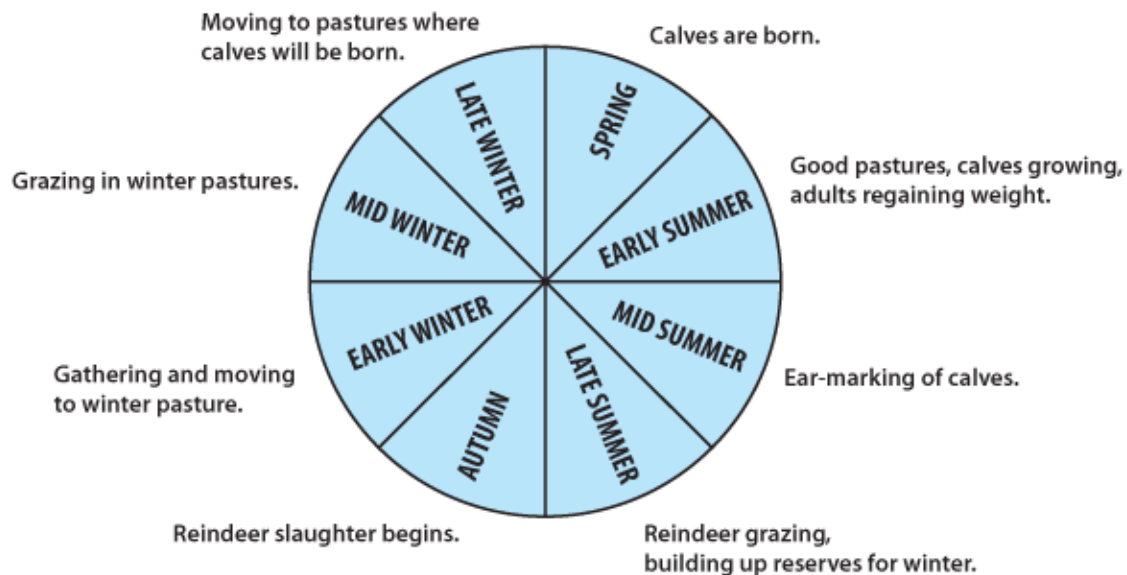 Moving to pastures where
calves will be born.
Calves are born.
LATE WINTER
SPRING
Grazing in winter pastures.
Good pastures, calves growing,
adults regaining weight.
MID WINTER
EARLY SUMMER
EARLY WINTER
MID SUMMER
Gathering and moving
to winter pasture.
Ear-marking of calves.
AUTUMN
LATE SUMMER
Reindeer slaughter begins.
Reindeer grazing,
building up reserves for winter.